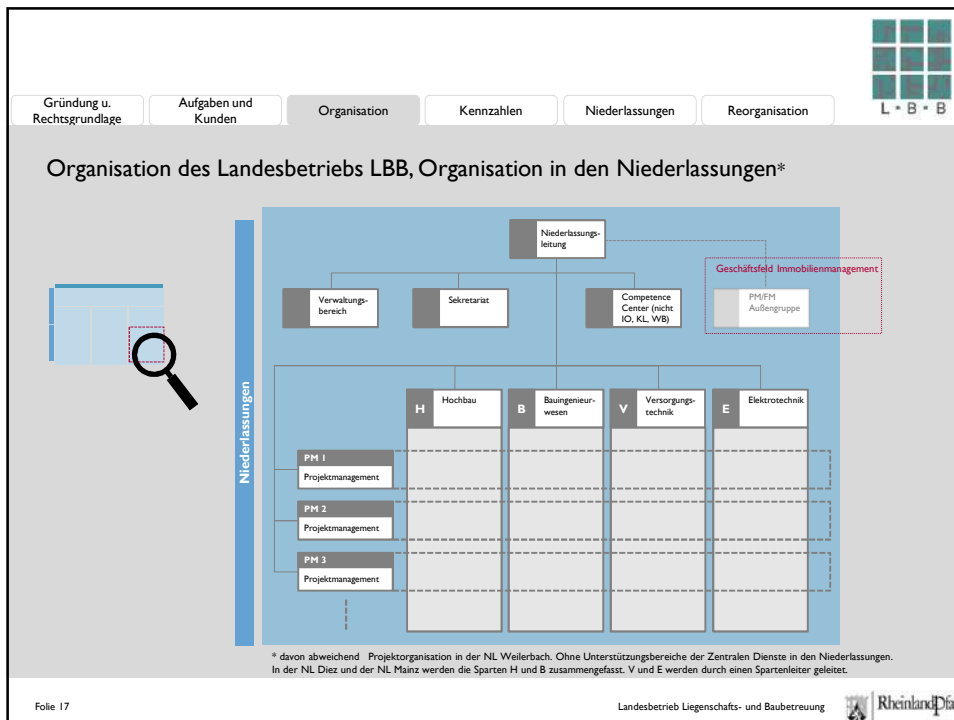 L • B • B
Gründung u.
Rechtsgrundlage
Aufgaben und
Kunden
Organisation
Kennzahlen
Niederlassungen
Reorganisation
Organisation des Landesbetriebs LBB, Organisation in den Niederlassungen*
Niederlassungen
Niederlassungs-
leitung
Geschäftsfeld Immobilienmanagement
Verwaltungs-
bereich
Sekretariat
Competence
Center (nicht
IO, KL, WB)
PM/FM
Außengruppe
H
Hochbau
B
Bauingenieur-
wesen
V
Versorgungs-
technik
E
Elektrotechnik
PM 1
Projektmanagement
PM 2
Projektmanagement
PM 3
Projektmanagement
* davon abweichend Projektorganisation in der NL Weilerbach. Ohne Unterstützungsbereiche der Zentralen Dienste in den Niederlassungen.
In der NL Diez und der NL Mainz werden die Sparten H und B zusammengefasst. V und E werden durch einen Spartenleiter geleitet.
Folie 17
Landesbetrieb Liegenschafts- und Baubetreuung
RheinlandPfa